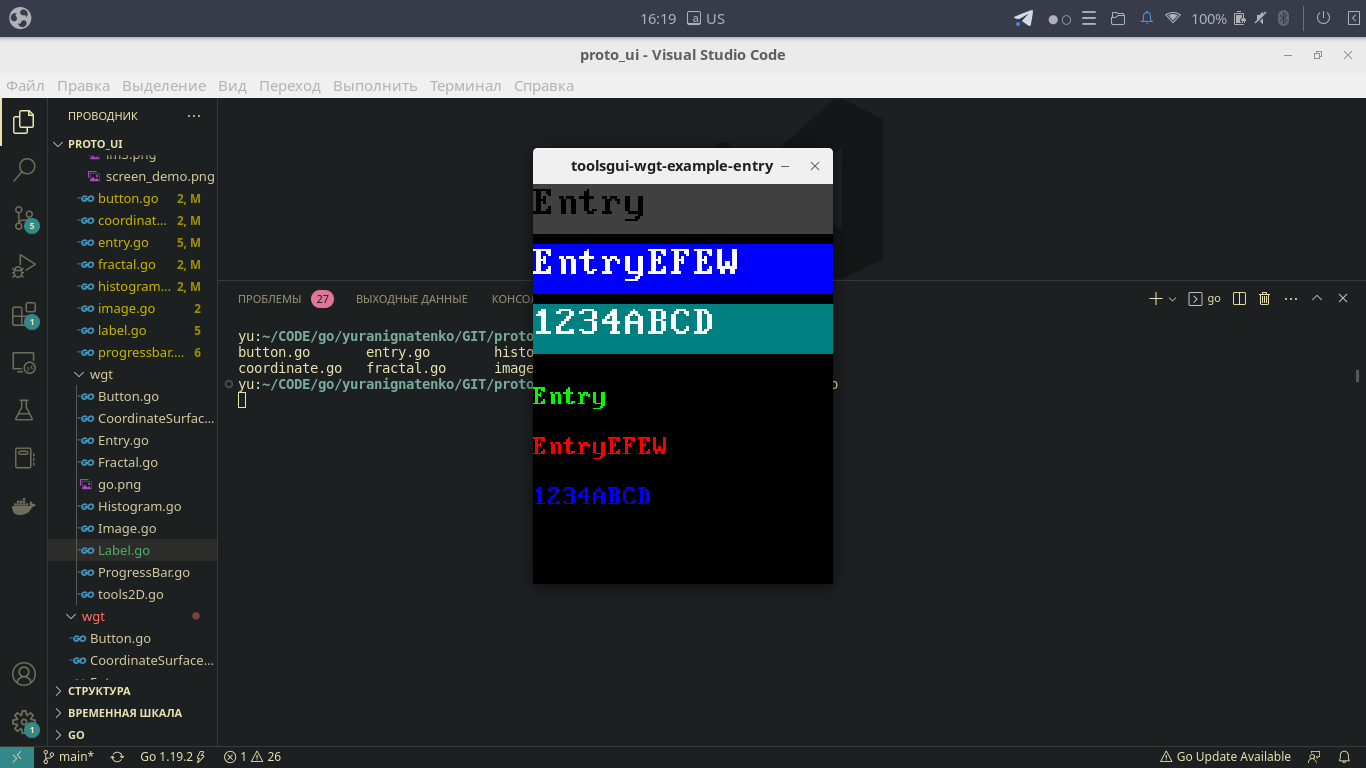 16:19 a US 100%
proto_ui - Visual Studio Code
Файл Правка Выделение Вид Переход Выполнить Терминал Справка
ПРОВОДНИК
PROTO_UI
screen_demo.png
button.go 2, M
coordinat... 2, M
entry.go 5, M
fractal.go 2, M
histogram... 2, M
image.go 2
label.go 5
progressbar.... 6
wgt
Button.go
CoordinateSurfac...
Entry.go
Fractal.go
go.png
Histogram.go
Image.go
Label.go
ProgressBar.go
tools2D.go
wgt
Button.go
CoordinateSurface...
СТРУКТУРА
ВРЕМЕННАЯ ШКАЛА
GO
5
1
1
ПРОБЛЕМЫ 27 ВЫХОДНЫЕ ДАННЫЕ go
yu:~/CODE/go/yuranignatenko/GIT/proto
button.go entry.go histo
coordinate.go fractal.go image
yu:~/CODE/go/yuranignatenko/GIT/proto
toolsgui-wgt-example-entry
Entry
EntryEFEW
1234ABCD
Entry
EntryEFEW
1234ABCD
main* Go 1.19.2 1 26 Go Update Available